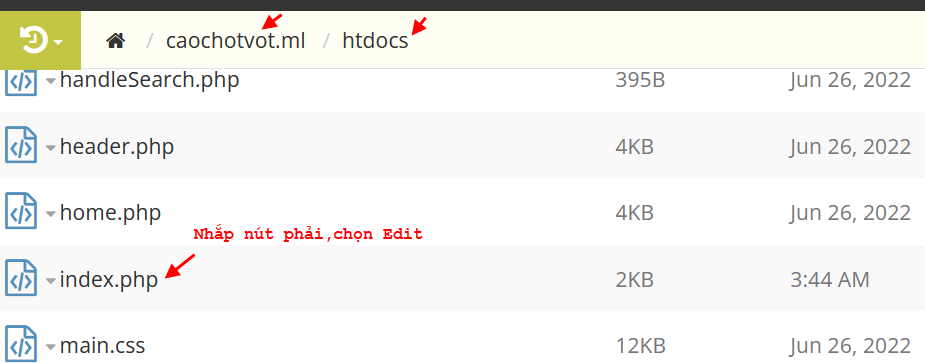 / caochotvot.ml / htdocs
handleSearch.php 395B Jun 26, 2022
header.php 4KB Jun 26, 2022
home.php 4KB Jun 26, 2022
Nhắp nút phải,chọn Edit
index.php 2KB 3:44 AM
main.css 12KB Jun 26, 2022